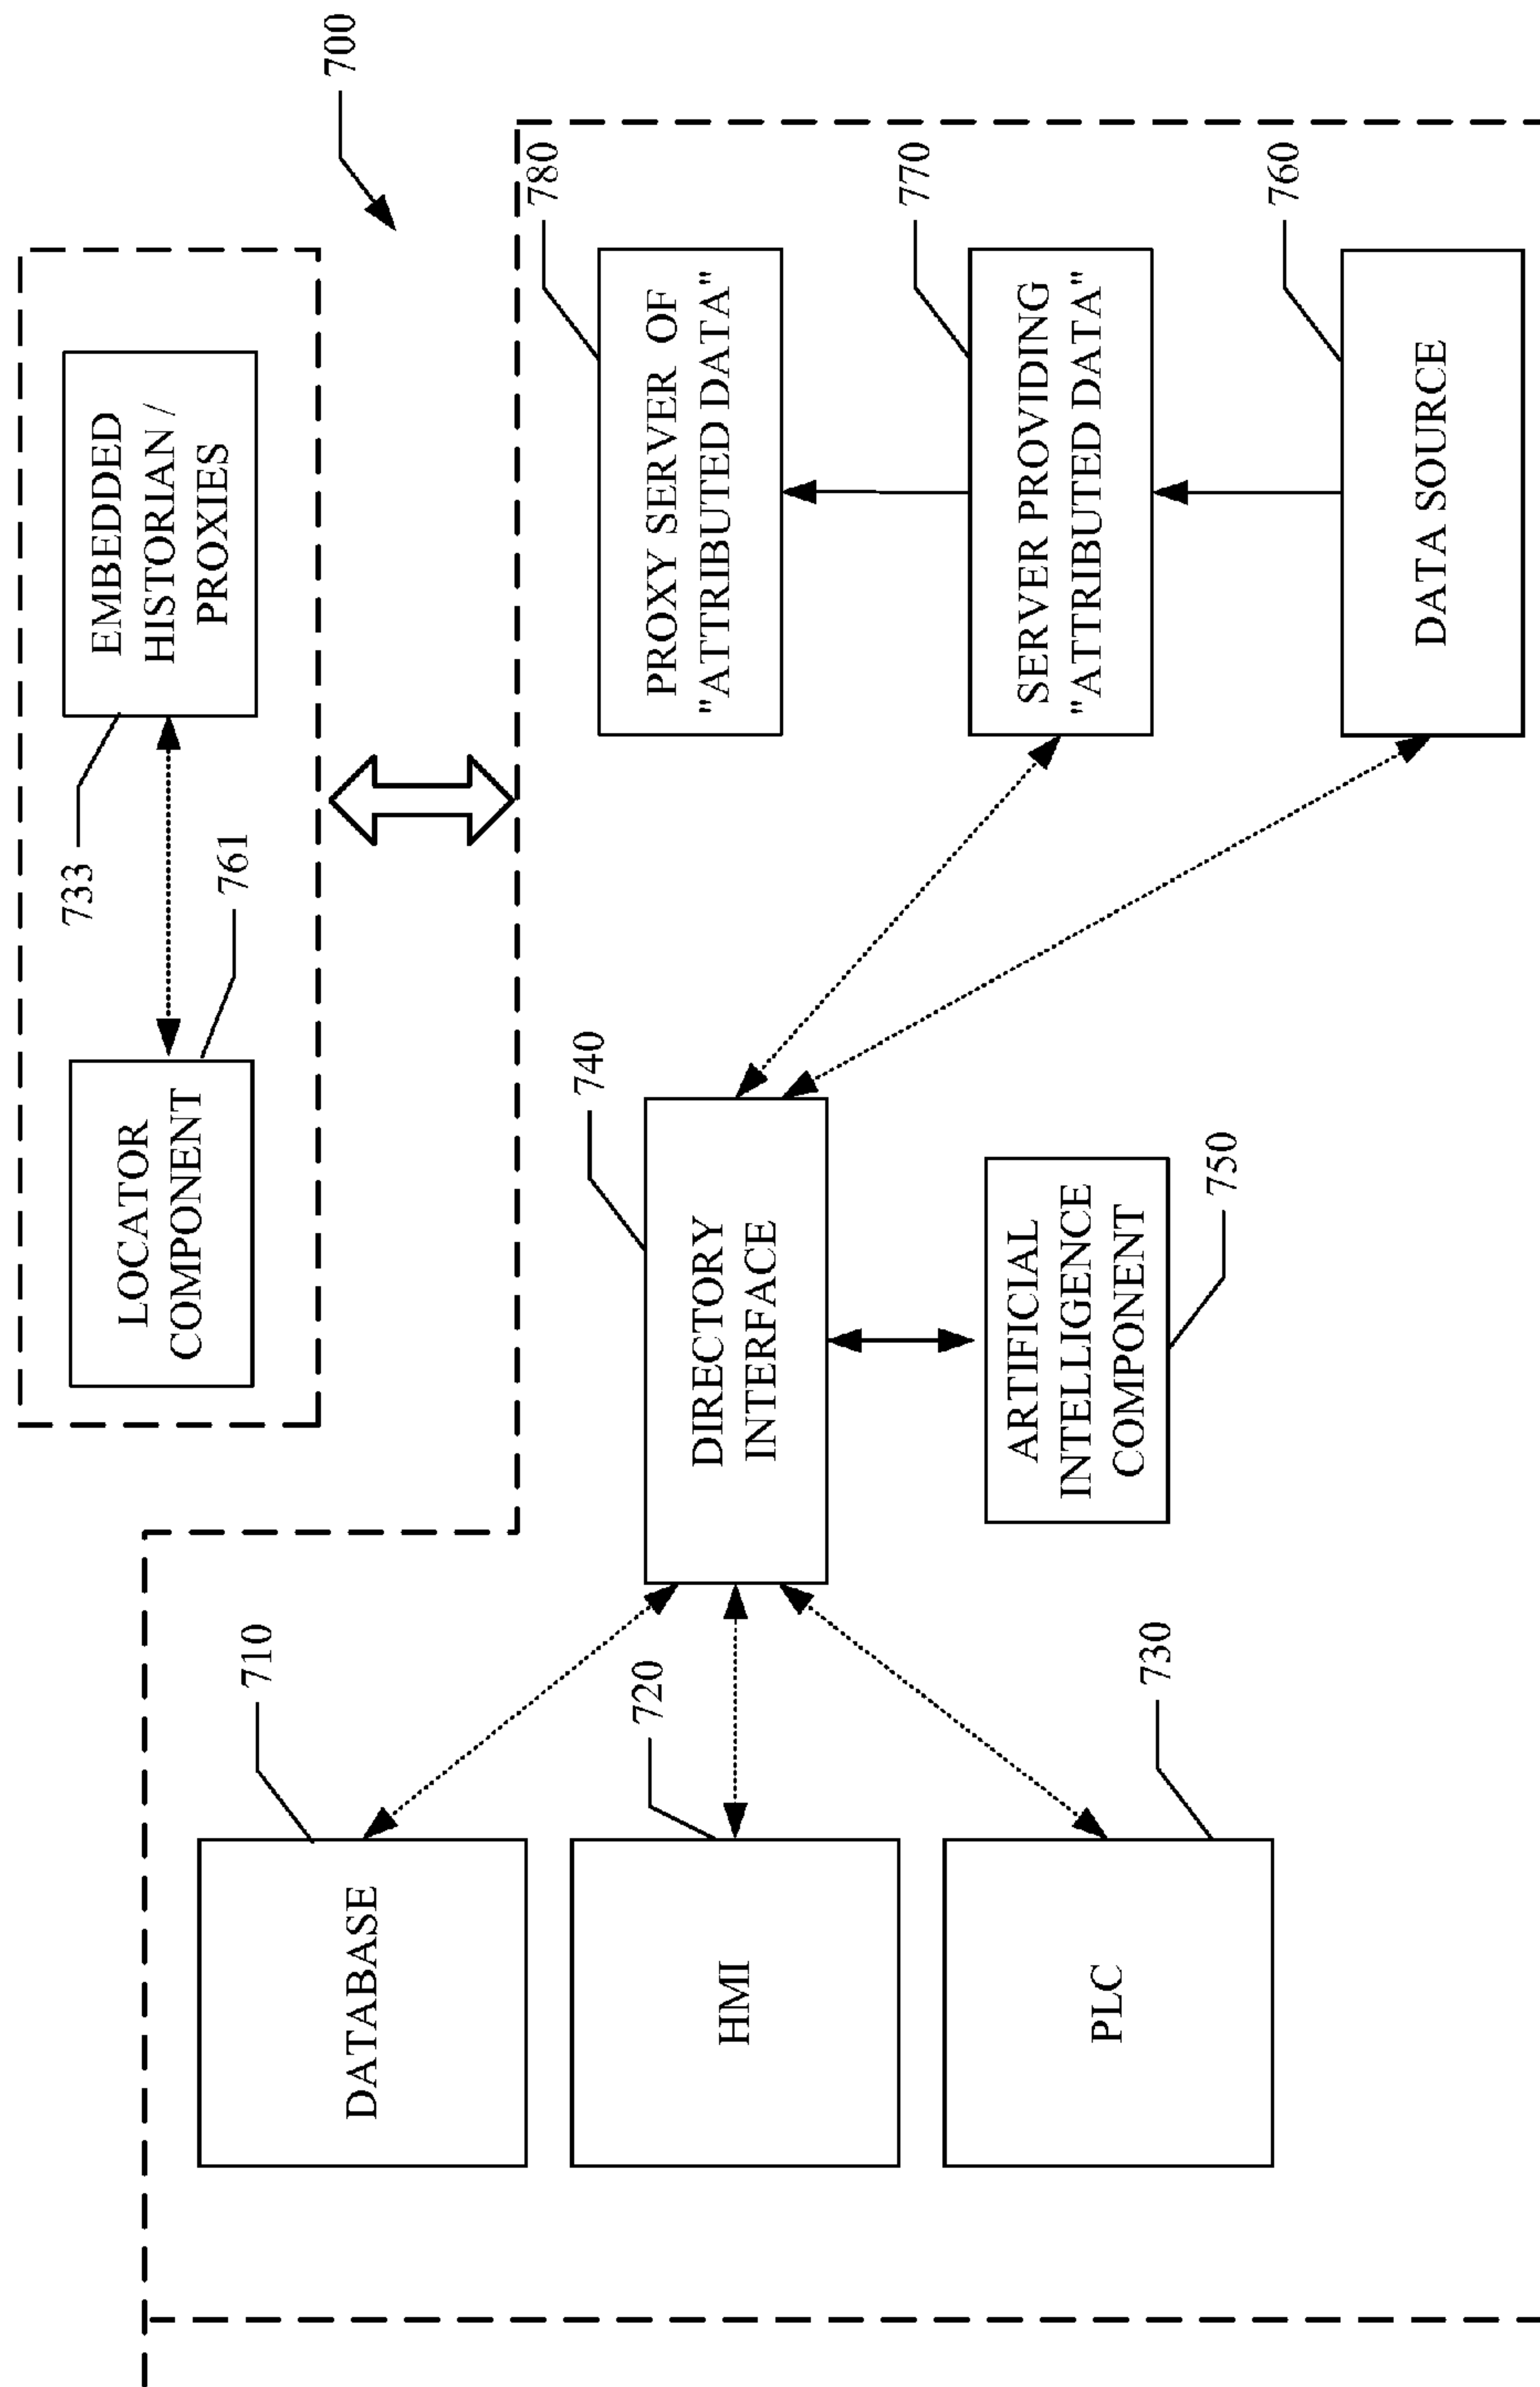 700
EMBEDDED
HISTORIAN /
PROXIES
733
LOCATOR
COMPONENT
761
780
PROXY SERVER OF
"ATTRIBUTED DATA"
770
SERVER PROVIDING
"ATTRIBUTED DATA"
760
DATA SOURCE
740
DIRECTORY
INTERFACE
750
ARTIFICIAL
INTELLIGENCE
COMPONENT
710
DATABASE
720
HMI
730
PLC